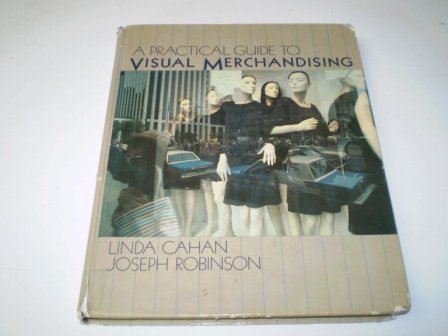 A PRACTICAL GUIDE TO
VISUAL MERCHANDISING
LINDA CAHAN
JOSEPH ROBINSON